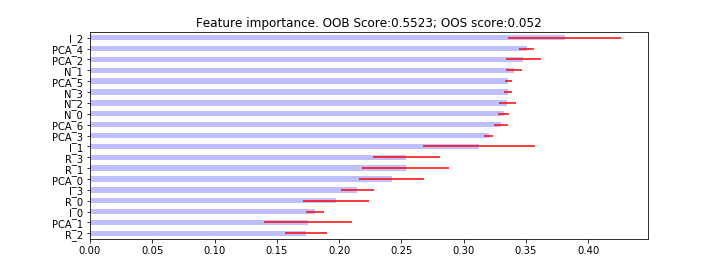 Feature importance. OOB Score:0.5523; OOS score:0.052
I_2
PCA_4
PCA_2
N_1
PCA_5
N_3
N_2
N_0
PCA_6
PCA_3
I_1
R_3
R_1
PCA_0
I_3
R_0
I_0
PCA_1
R_2
0.00 0.05 0.10 0.15 0.20 0.25 0.30 0.35 0.40